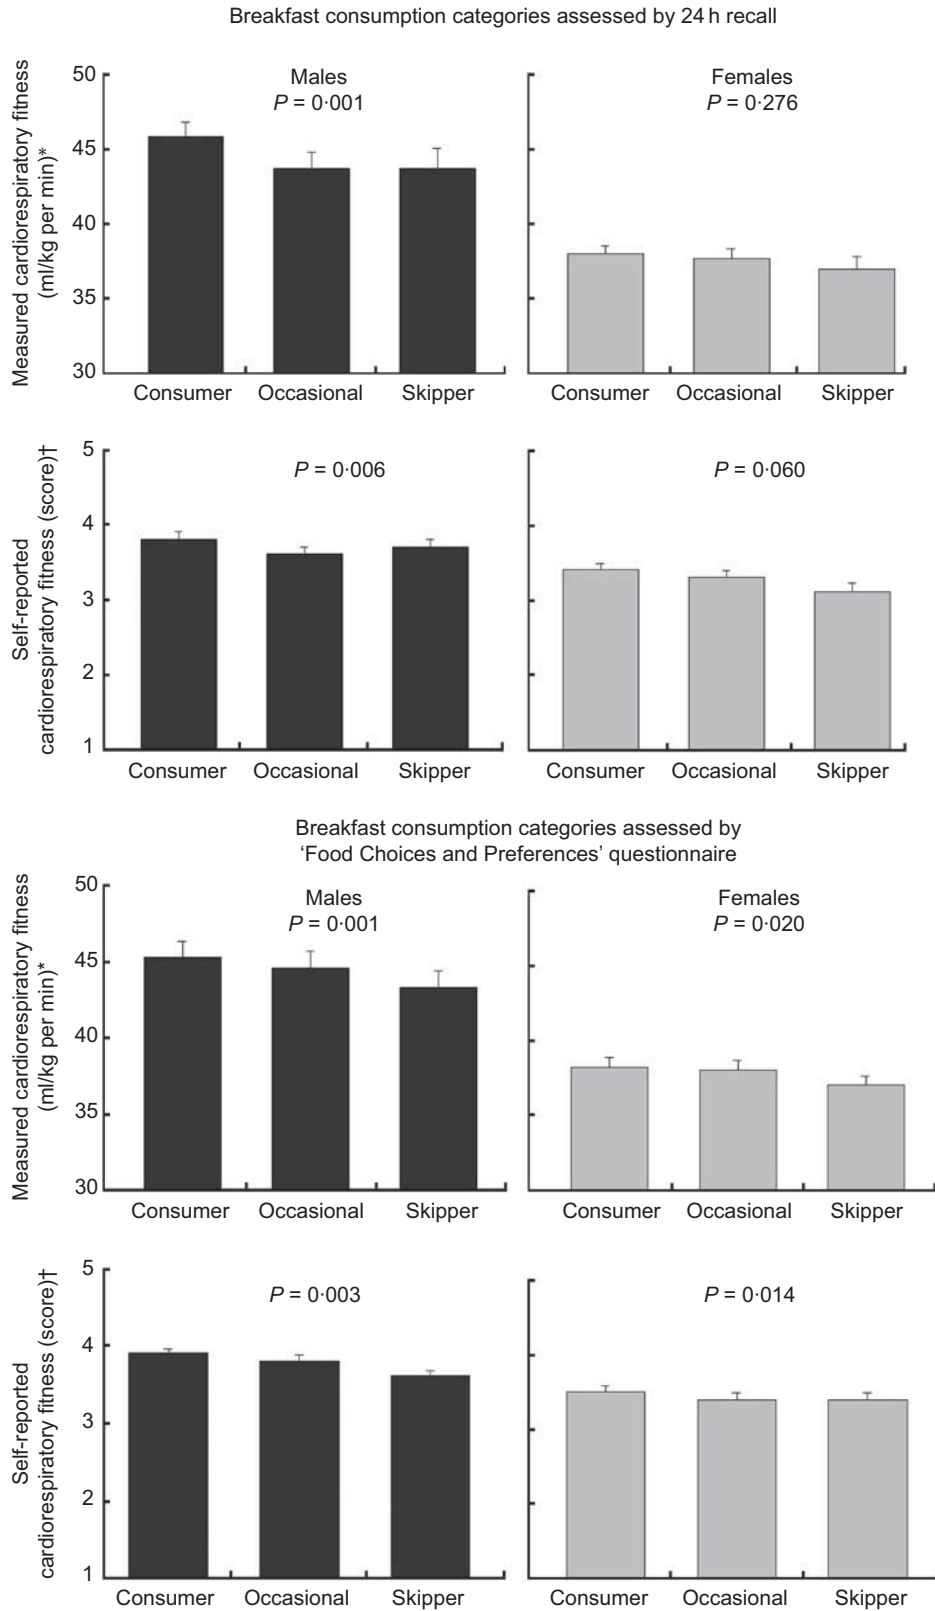 Breakfast consumption categories assessed by 24 h recall
Measured cardiorespiratory fitness
(ml/kg per min)*
50
45
40
35
30
Males
P = 0·001
Consumer Occasional Skipper
Females
P = 0·276
Consumer Occasional Skipper
Self-reported
cardiorespiratory fitness (score)†
5
4
3
2
1
P = 0·006
Consumer Occasional Skipper
P = 0·060
Consumer Occasional Skipper
Breakfast consumption categories assessed by
‘Food Choices and Preferences’ questionnaire
Measured cardiorespiratory fitness
(ml/kg per min)*
50
45
40
35
30
Males
P = 0·001
Consumer Occasional Skipper
Females
P = 0·020
Consumer Occasional Skipper
Self-reported
cardiorespiratory fitness (score)†
5
4
3
2
1
P = 0·003
Consumer Occasional Skipper
P = 0·014
Consumer Occasional Skipper